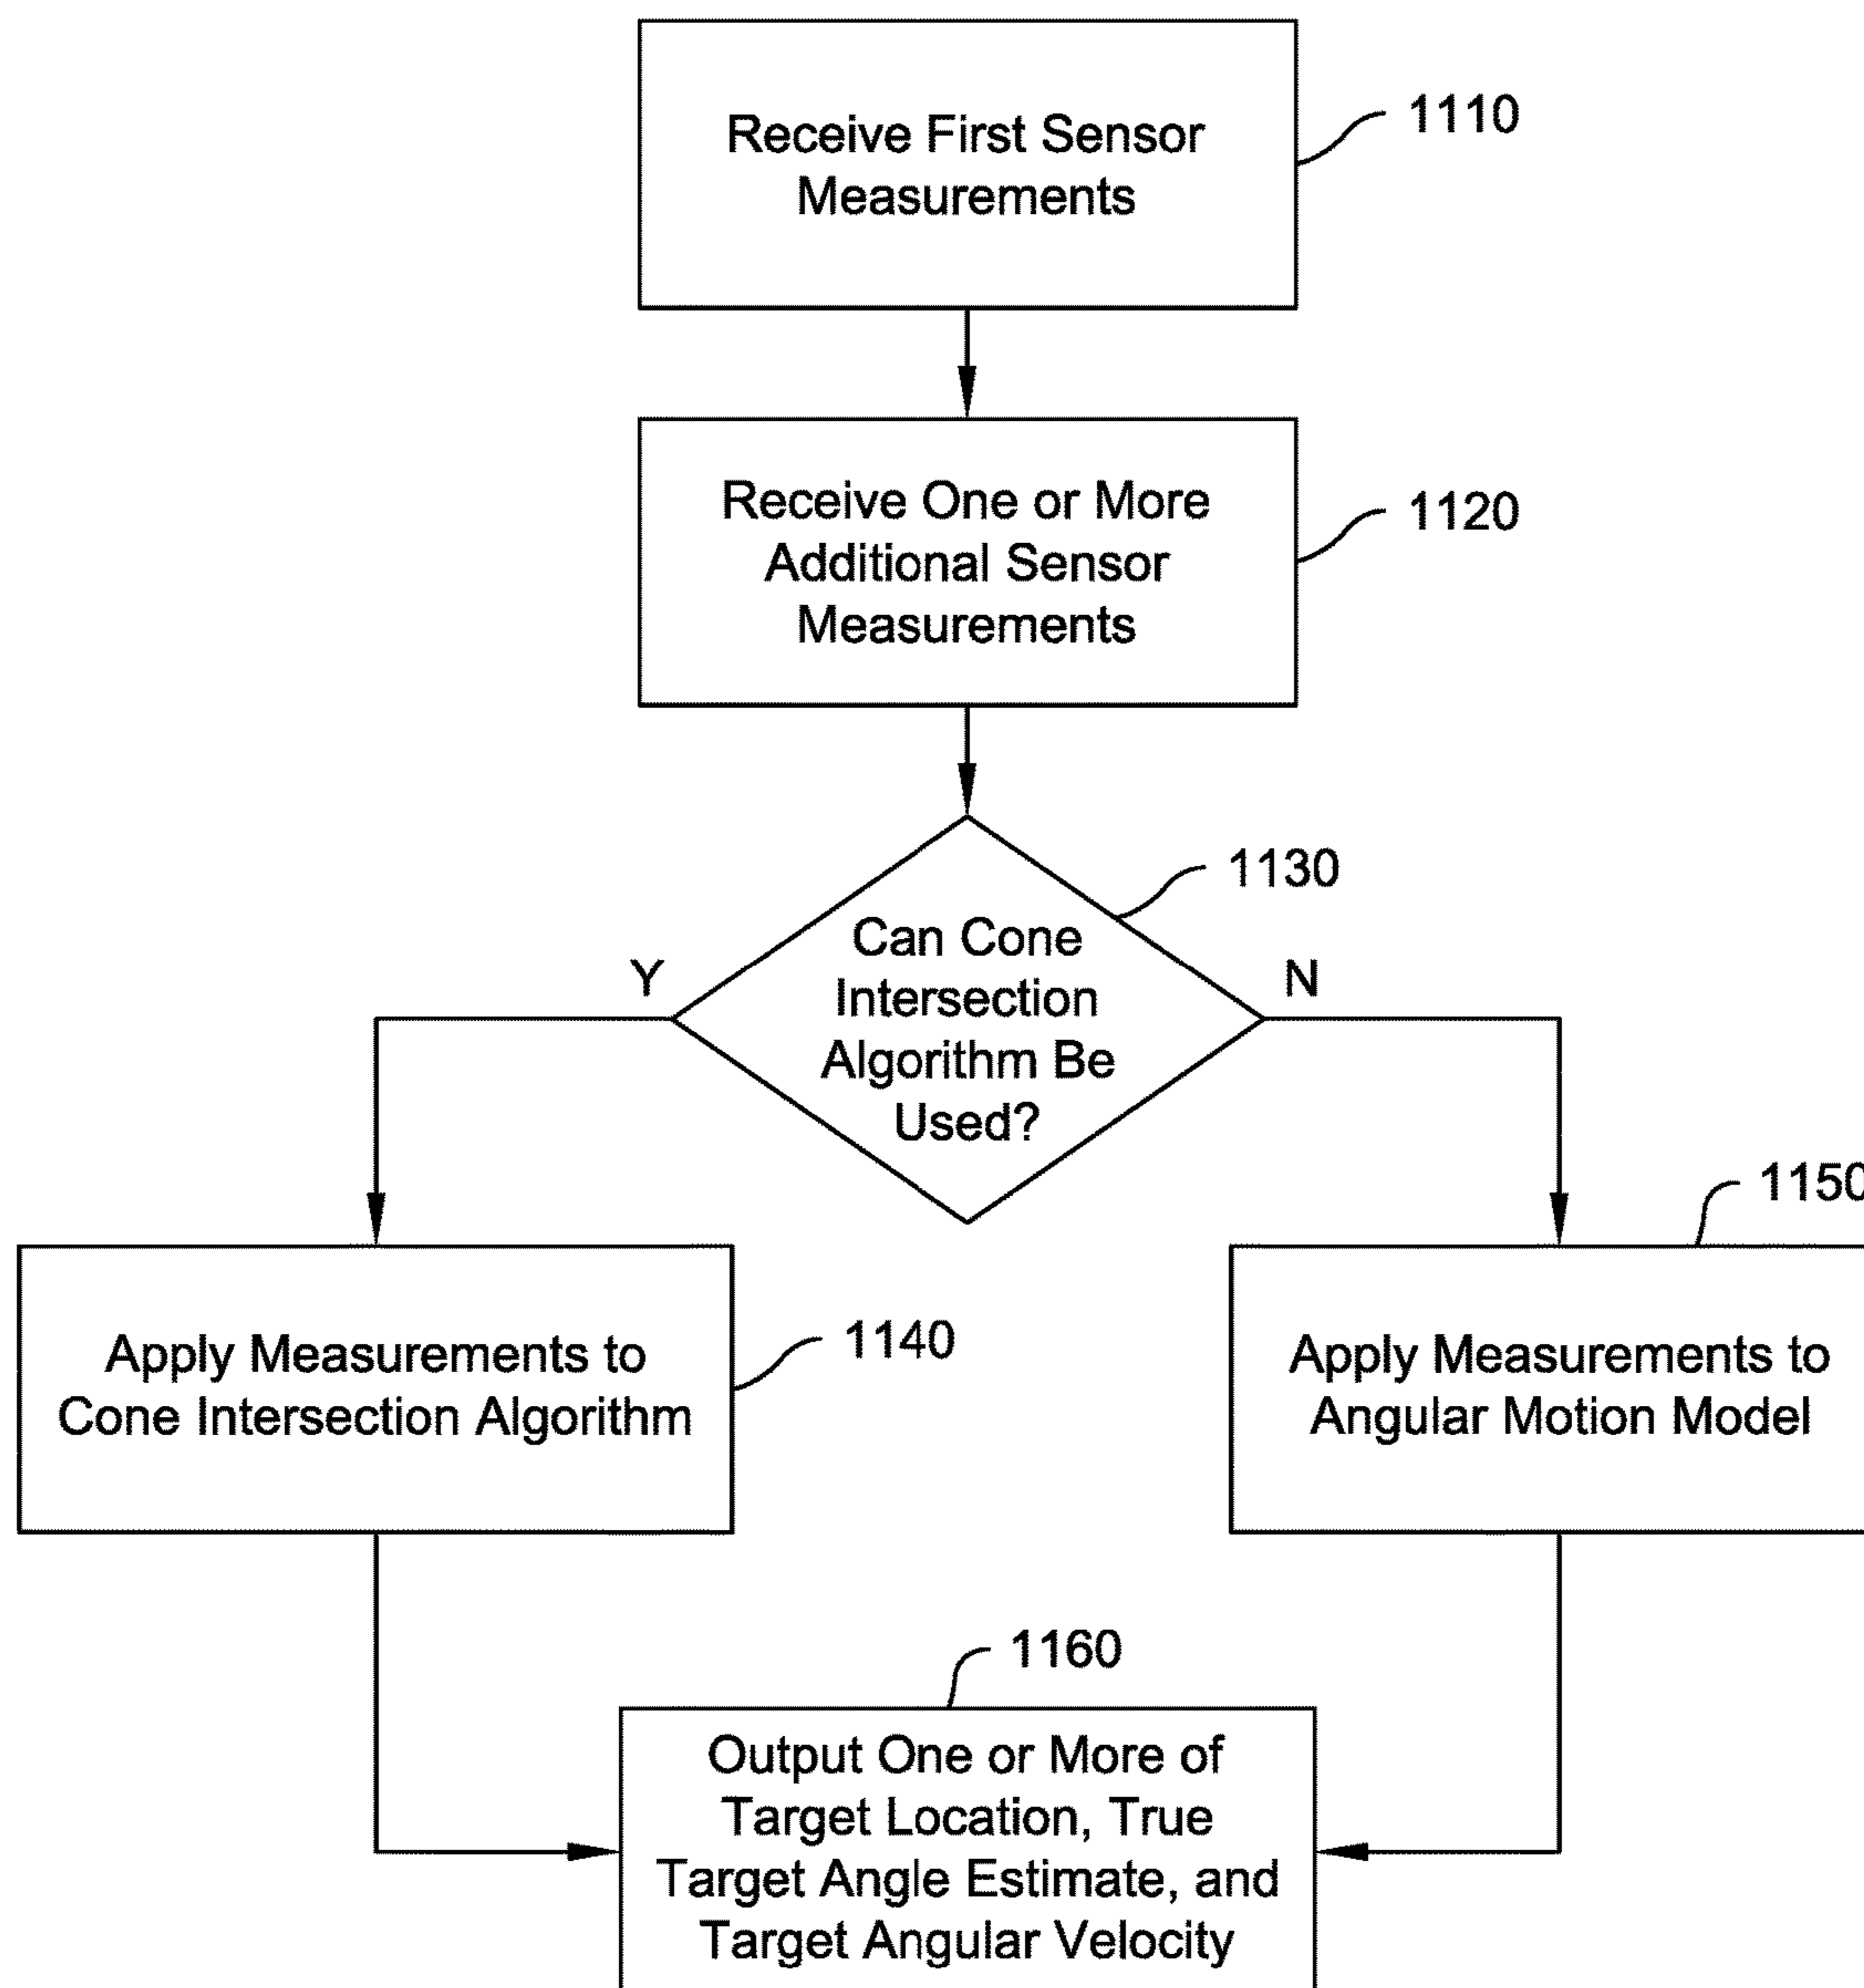 Receive First Sensor
Measurements
1110
Receive One or More
Additional Sensor
Measurements
1120
1130
Can Cone
Intersection
Algorithm Be
Used?
Y
N
1150
Apply Measurements to
Cone Intersection Algorithm
1140
Apply Measurements to
Angular Motion Model
1160
Output One or More of
Target Location, True
Target Angle Estimate, and
Target Angular Velocity